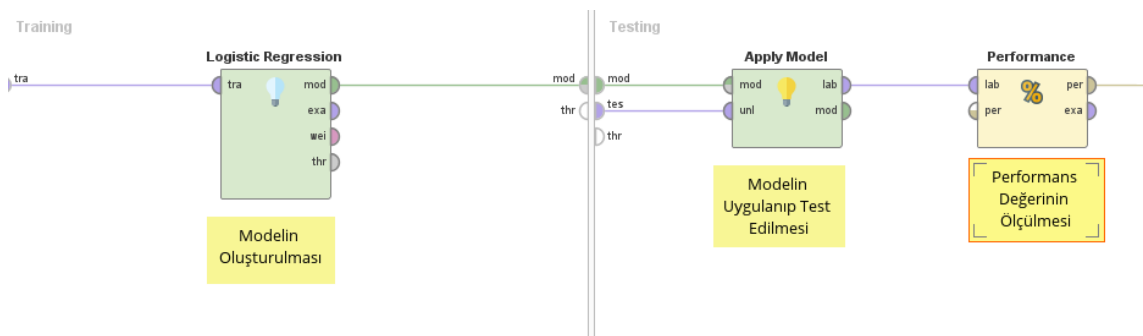 Training
Testing
Logistic Regression
Apply Model
Performance
tra
tra
mod
exa
wei
thr
mod
thr
mod
tes
thr
mod
unl
lab
mod
lab
per
per
exa
%
Modelin
Oluşturulması
Modelin
Uygulanıp Test
Edilmesi
Performans
Değerinin
Ölçülmesi